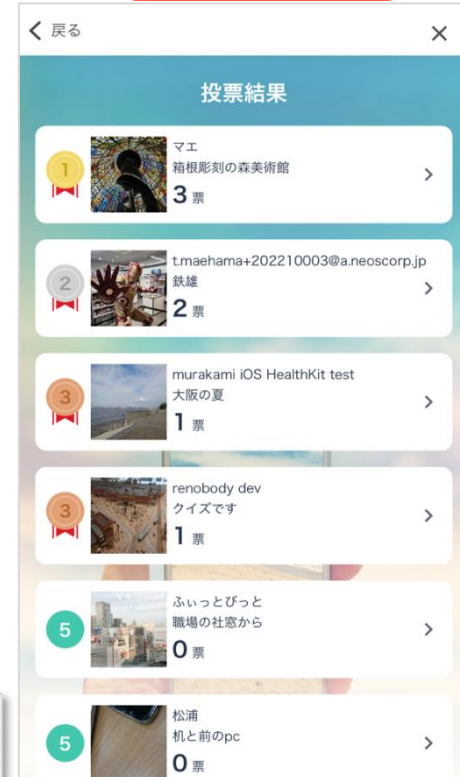 戻る
×
投票結果
1
マエ
箱根彫刻の森美術館
3 票
2
t.maehama+202210003@a.neoscorp.jp
鉄雄
2 票
3
murakami iOS HealthKit test
大阪の夏
1 票
3
renobody dev
クイズです
1 票
5
ふぃっとびっと
職場の社窓から
0 票
5
松浦
机と前のpc
0 票